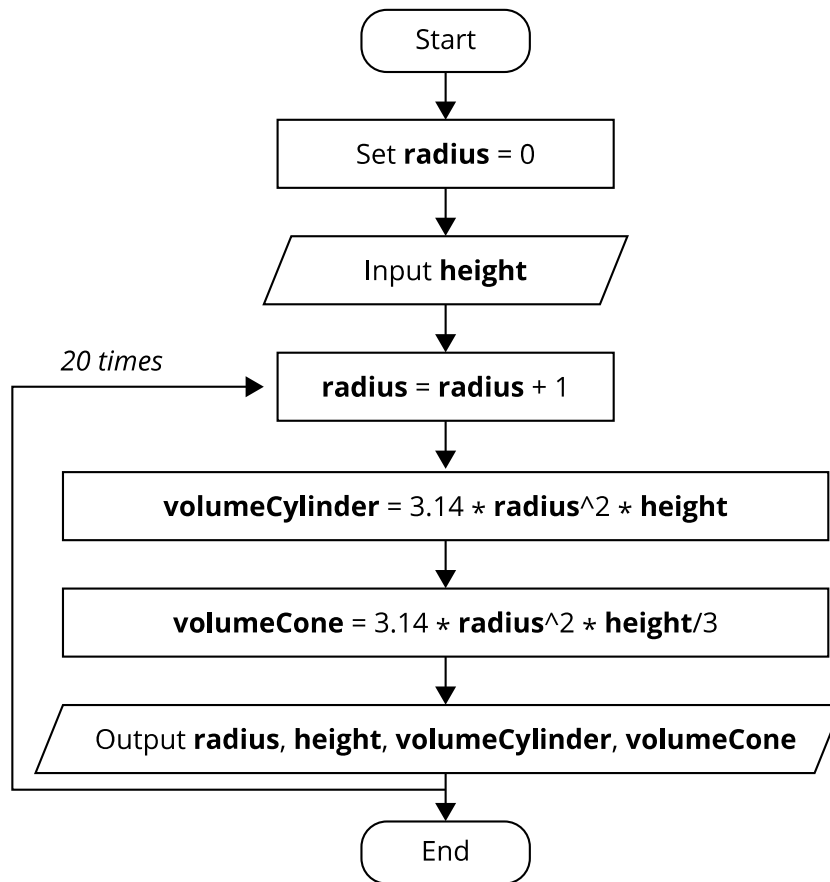 Start
Set radius = 0
Input height
20 times
radius = radius + 1
volumeCylinder = 3.14 * radius^2 * height
volumeCone = 3.14 * radius^2 * height/3
Output radius, height, volumeCylinder, volumeCone
End